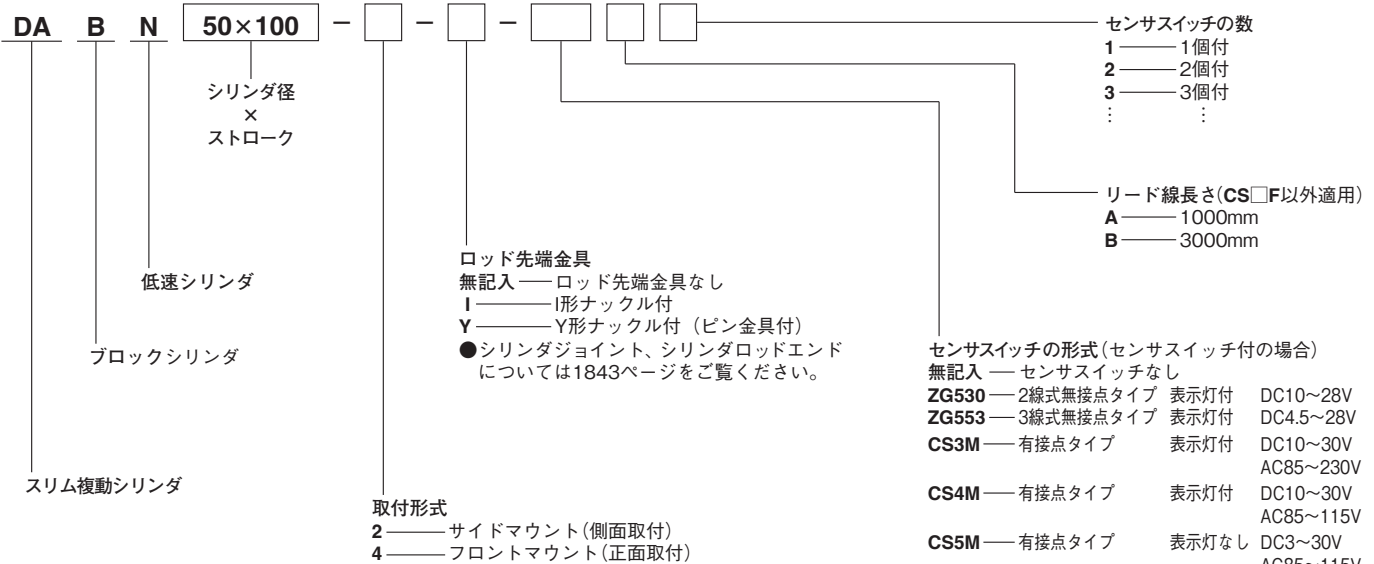 DA B N 50×100 − □ − □ − □ □ □
シリンダ径
×
ストローク
センサスイッチの数
1 —— 1個付
2 —— 2個付
3 —— 3個付
⋮ ⋮
リード線長さ(CS□F以外適用)
A —— 1000mm
B —— 3000mm
低速シリンダ
ブロックシリンダ
スリム複動シリンダ
ロッド先端金具
無記入 —— ロッド先端金具なし
I —— I形ナックル付
Y —— Y形ナックル付(ピン金具付)
●シリンダジョイント、シリンダロッドエンド
については1843ページをご覧ください。
取付形式
2 —— サイドマウント(側面取付)
4 —— フロントマウント(正面取付)
センサスイッチの形式(センサスイッチ付の場合)
無記入 —— センサスイッチなし
ZG530 —— 2線式無接点タイプ 表示灯付 DC10〜28V
ZG553 —— 3線式無接点タイプ 表示灯付 DC4.5〜28V
CS3M —— 有接点タイプ 表示灯付 DC10〜30V
AC85〜230V
CS4M —— 有接点タイプ 表示灯付 DC10〜30V
AC85〜115V
CS5M —— 有接点タイプ 表示灯なし DC3〜30V
AC85〜115V